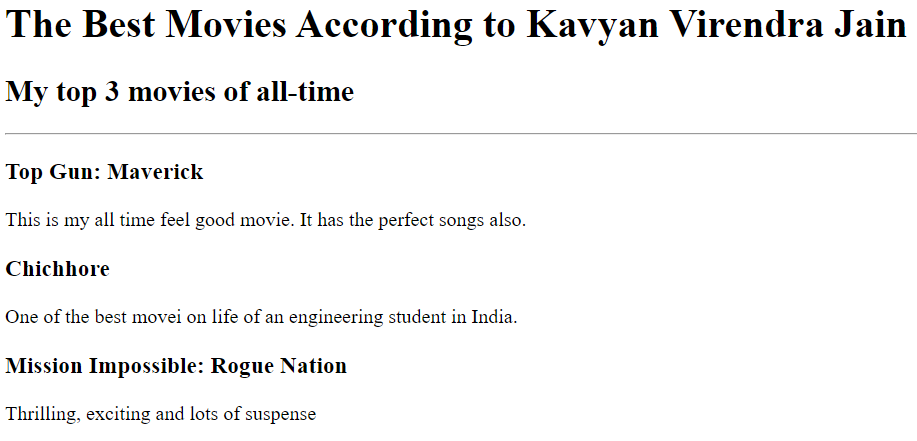 The Best Movies According to Kavyan Virendra Jain
My top 3 movies of all-time
Top Gun: Maverick
This is my all time feel good movie. It has the perfect songs also.
Chichhore
One of the best movei on life of an engineering student in India.
Mission Impossible: Rogue Nation
Thrilling, exciting and lots of suspense